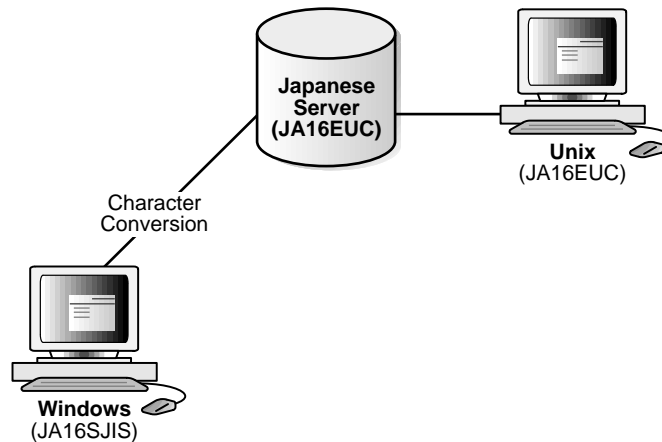 Japanese
Server
(JA16EUC)
Unix
(JA16EUC)
Character
Conversion
Windows
(JA16SJIS)